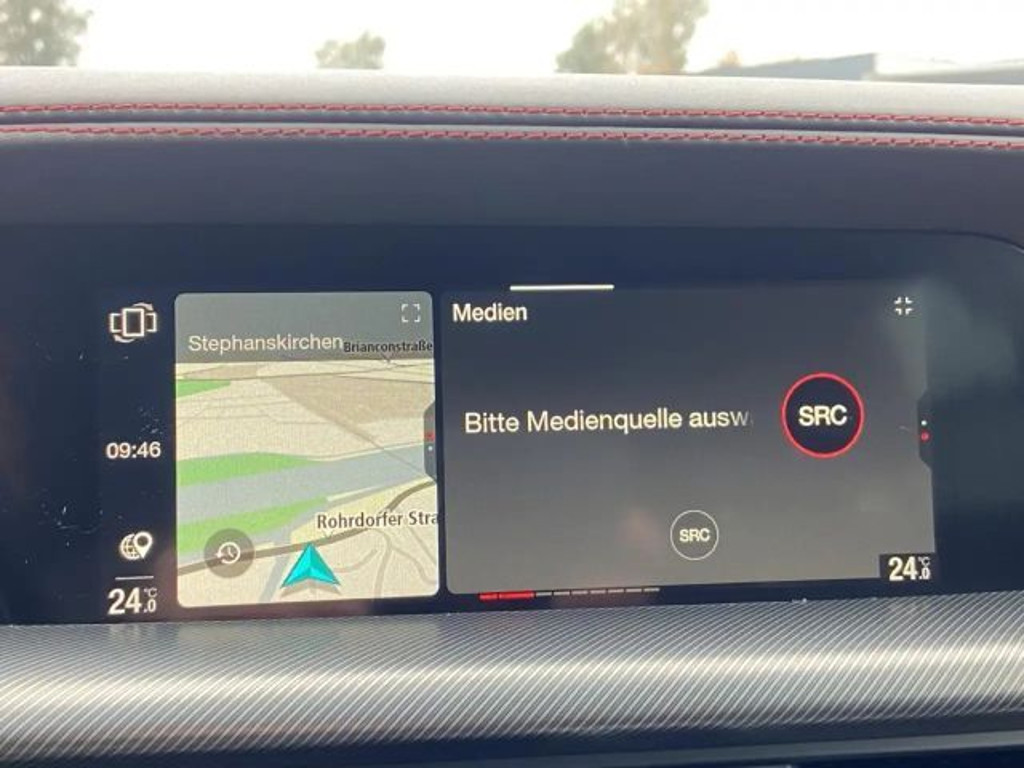 Stephanskirchen
Brianconstraße
Rohrdorfer Stra
09:46
24.0°C
Medien
Bitte Medienquelle ausw
SRC
SRC
24.0°C